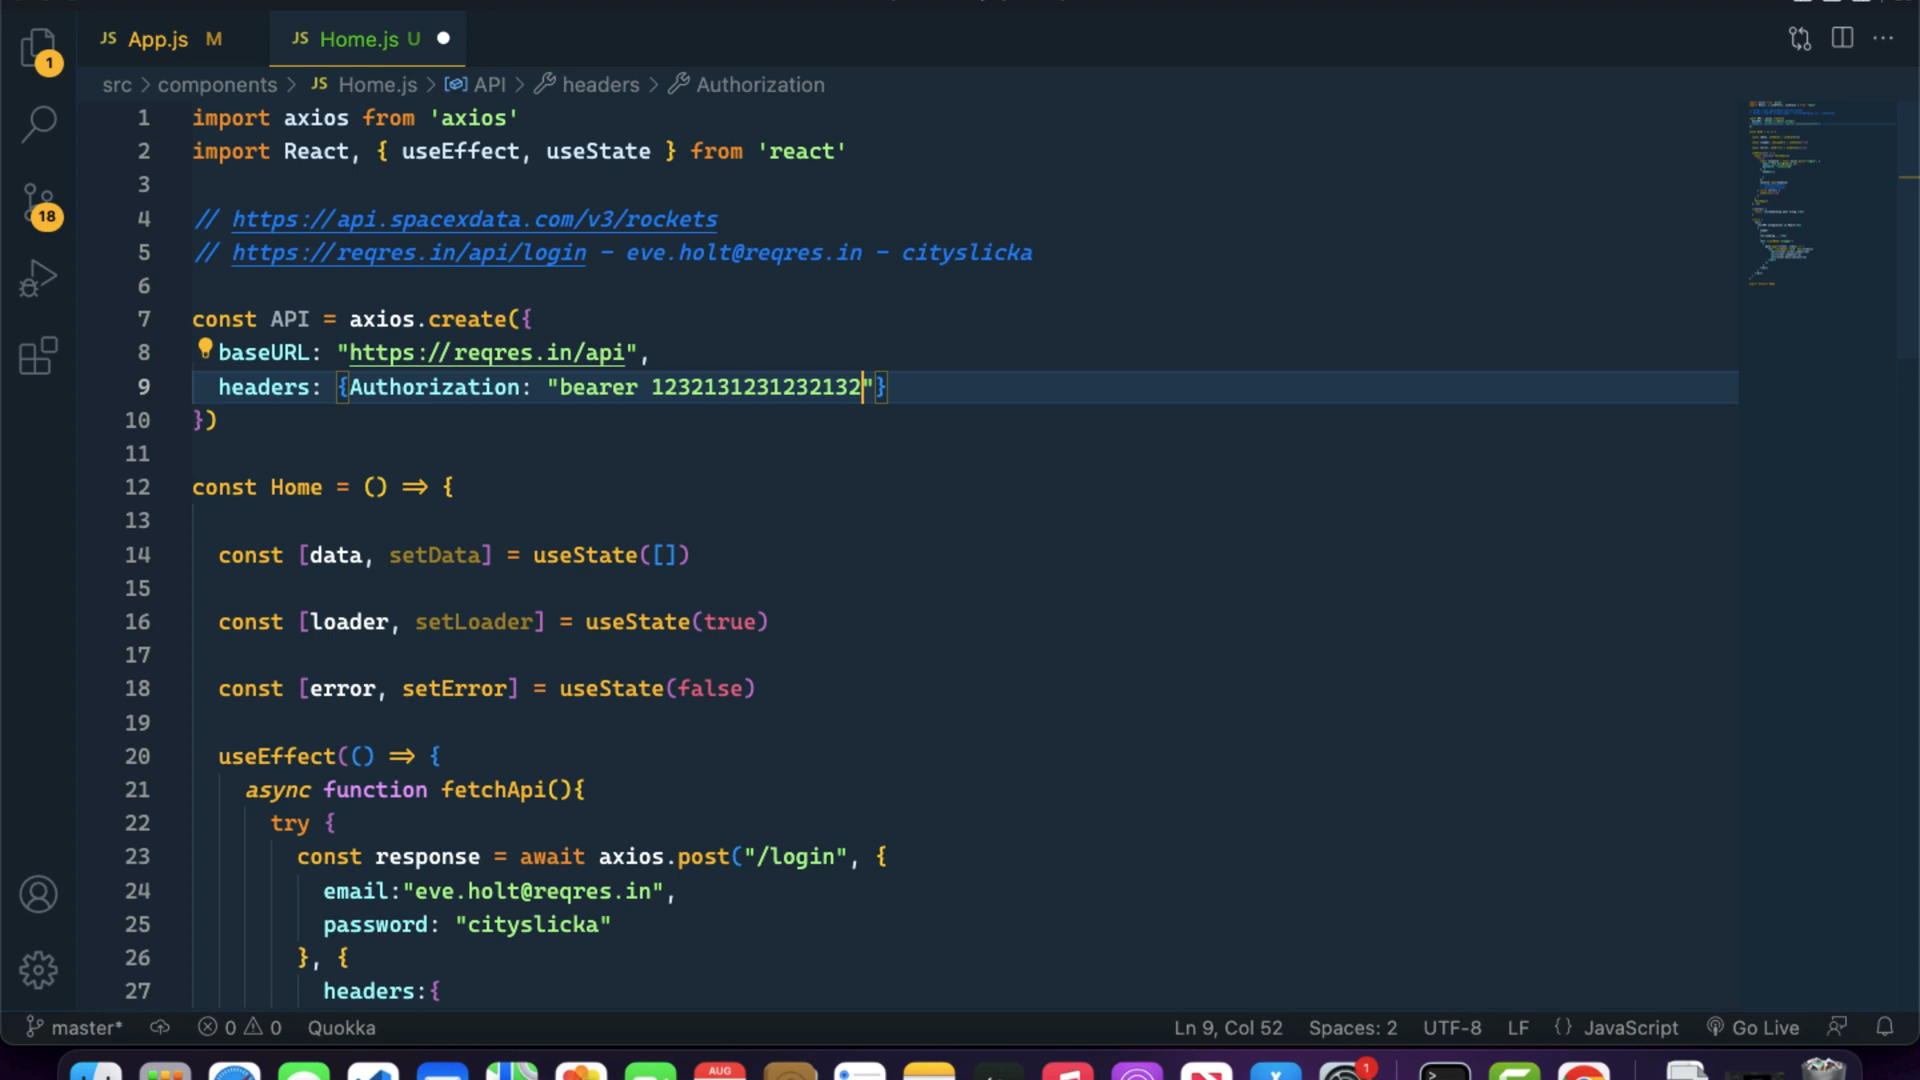 JS App.js M
JS Home.js U
1
src > components > JS Home.js > API > headers > Authorization
1 import axios from 'axios'
2 import React, { useEffect, useState } from 'react'
3
4 // https://api.spacexdata.com/v3/rockets
5 // https://reqres.in/api/login - eve.holt@reqres.in - cityslicka
6
18
7 const API = axios.create({
8 baseURL: "https://reqres.in/api",
9 headers: {Authorization: "bearer 1232131231232132"}
10 })
11
12 const Home = () => {
13
14 const [data, setData] = useState([])
15
16 const [loader, setLoader] = useState(true)
17
18 const [error, setError] = useState(false)
19
20 useEffect(() => {
21 async function fetchApi(){
22 try {
23 const response = await axios.post("/login", {
24 email:"eve.holt@reqres.in",
25 password: "cityslicka"
26 }, {
27 headers:{
master* 0 0 Quokka Ln 9, Col 52 Spaces: 2 UTF-8 LF {} JavaScript Go Live
AUG
1